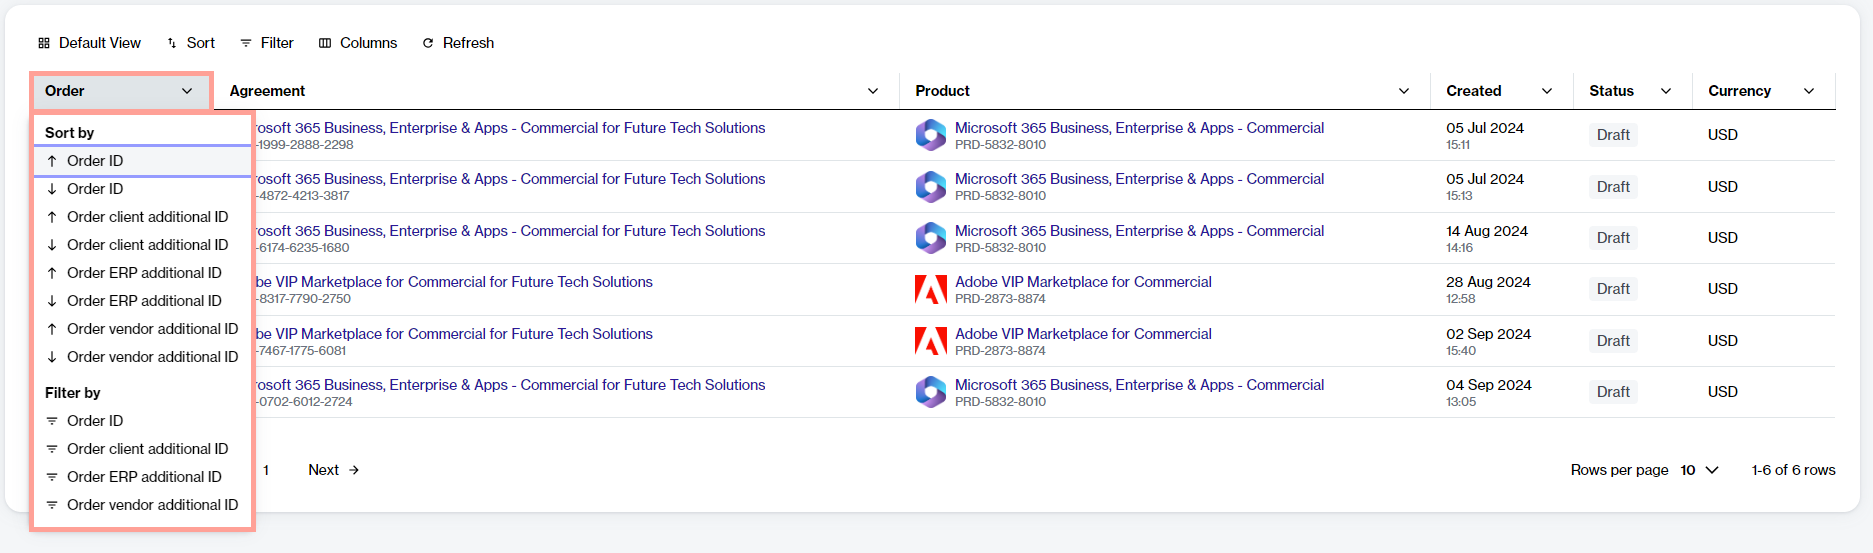 Default View Sort Filter Columns Refresh
Order Agreement Product Created Status Currency
Sort by
Order ID
Order ID
Order client additional ID
Order client additional ID
Order ERP additional ID
Order ERP additional ID
Order vendor additional ID
Order vendor additional ID
Filter by
Order ID
Order client additional ID
Order ERP additional ID
Order vendor additional ID
rosoft 365 Business, Enterprise & Apps - Commercial for Future Tech Solutions Microsoft 365 Business, Enterprise & Apps - Commercial 05 Jul 2024 Draft USD
-1999-2888-2298 PRD-5832-8010 15:11
rosoft 365 Business, Enterprise & Apps - Commercial for Future Tech Solutions Microsoft 365 Business, Enterprise & Apps - Commercial 05 Jul 2024 Draft USD
-4872-4213-3817 PRD-5832-8010 15:13
rosoft 365 Business, Enterprise & Apps - Commercial for Future Tech Solutions Microsoft 365 Business, Enterprise & Apps - Commercial 14 Aug 2024 Draft USD
-6174-6235-1680 PRD-5832-8010 14:16
be VIP Marketplace for Commercial for Future Tech Solutions Adobe VIP Marketplace for Commercial 28 Aug 2024 Draft USD
-8317-7790-2750 PRD-2873-8874 12:58
be VIP Marketplace for Commercial for Future Tech Solutions Adobe VIP Marketplace for Commercial 02 Sep 2024 Draft USD
-7467-1775-6081 PRD-2873-8874 15:40
rosoft 365 Business, Enterprise & Apps - Commercial for Future Tech Solutions Microsoft 365 Business, Enterprise & Apps - Commercial 04 Sep 2024 Draft USD
-0702-6012-2724 PRD-5832-8010 13:05
1 Next Rows per page 10 1-6 of 6 rows